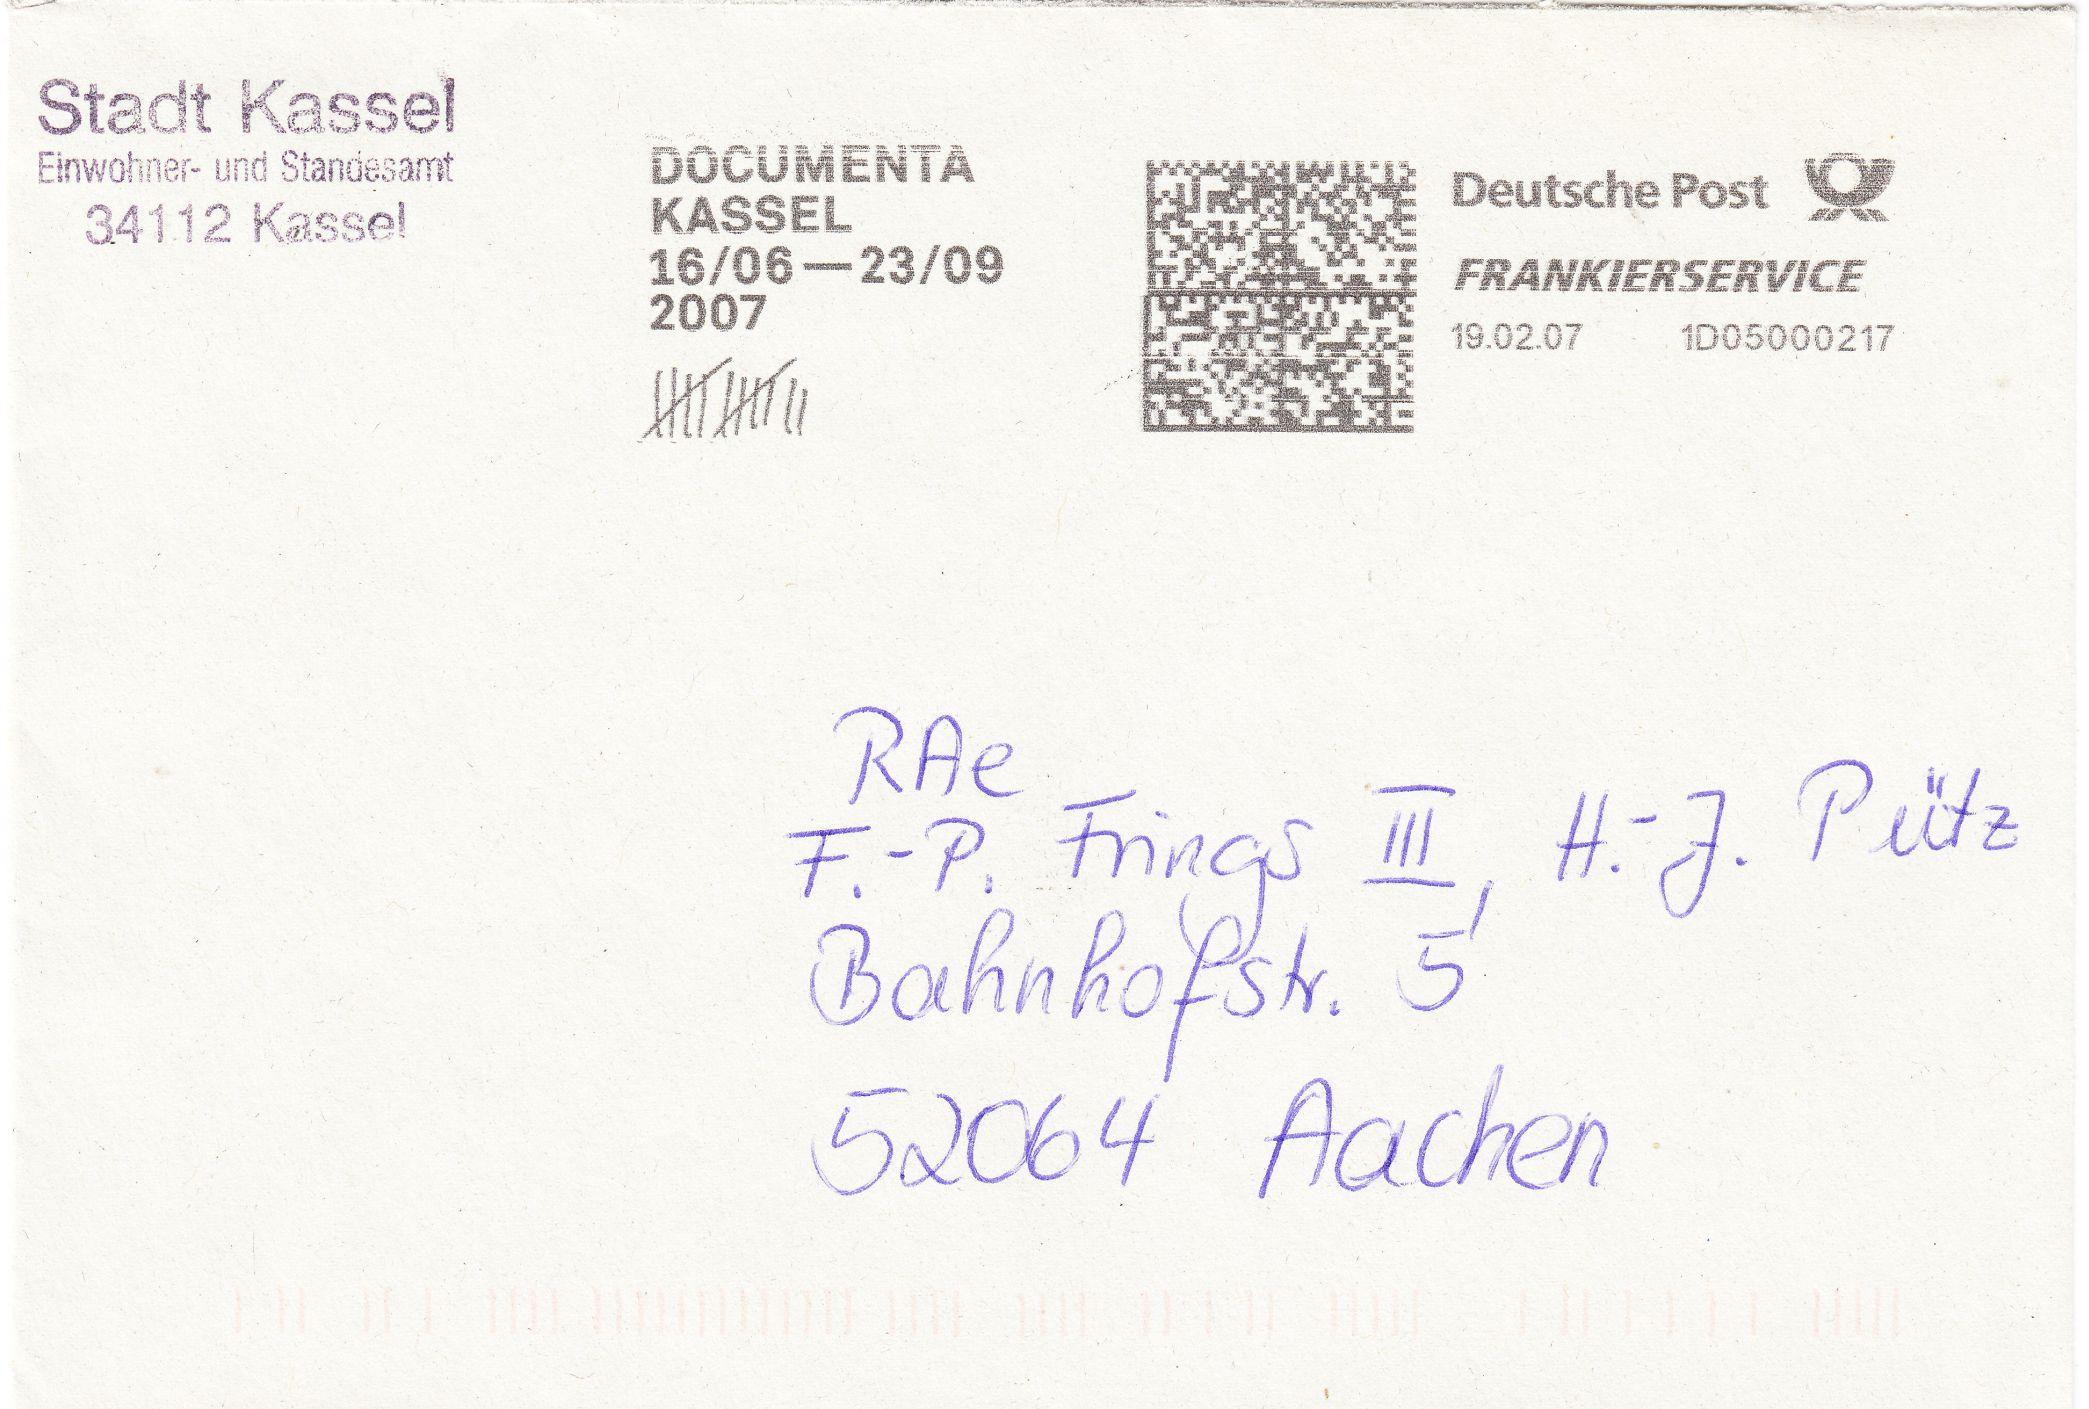 Stadt Kassel
Einwohner- und Standesamt
34112 Kassel
DOCUMENTA
KASSEL
16/06 — 23/09
2007
Deutsche Post
FRANKIERSERVICE
19.02.07 1D05000217
RAe
F.-P. Frings III, H.-J. Pütz
Bahnhofstr. 5
52064 Aachen